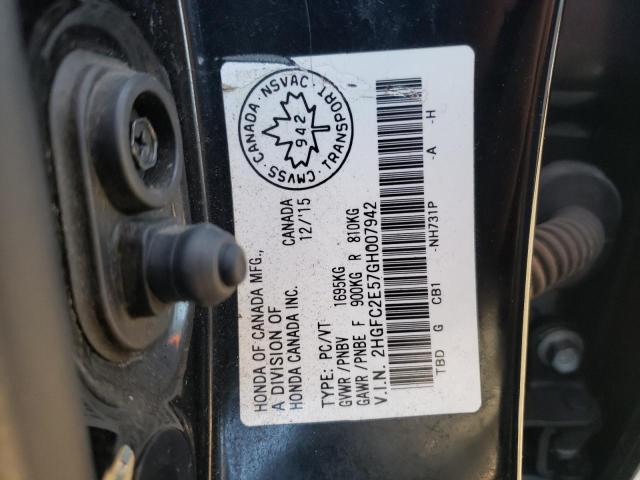 CMVSS · CANADA · NSVAC · TRANSPORT
942
HONDA OF CANADA MFG., CANADA
A DIVISION OF 12/'15
HONDA CANADA INC.
TYPE: PC/VT
GVWR /PNBV 1695KG
GAWR /PNBE F 900KG R 810KG
V.I.N. 2HGFC2E57GH007942
TBD G CB1 -NH731P -A -H